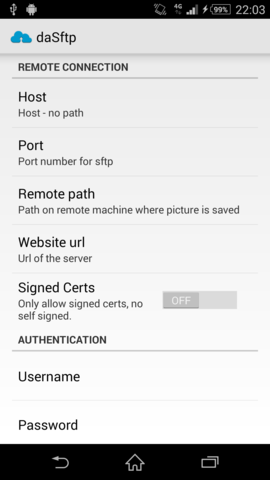 4G
99%
22:03
daSftp
REMOTE CONNECTION
Host
Host - no path
Port
Port number for sftp
Remote path
Path on remote machine where picture is saved
Website url
Url of the server
Signed Certs
Only allow signed certs, no
self signed.
OFF
AUTHENTICATION
Username
Password